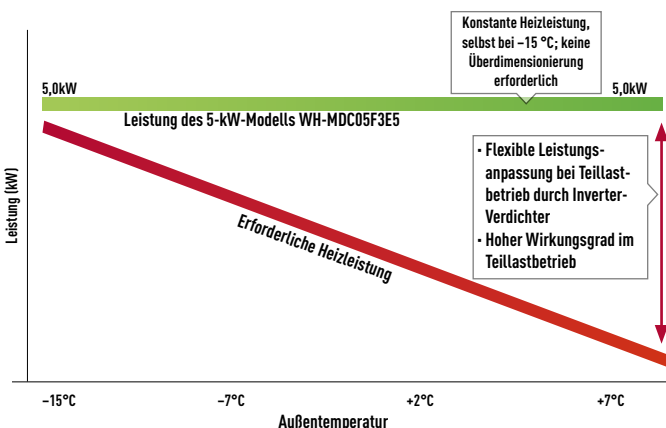 Konstante Heizleistung,
selbst bei –15 °C; keine
Überdimensionierung
erforderlich
5,0kW
5,0kW
Leistung des 5-kW-Modells WH-MDC05F3E5
- Flexible Leistungs-
anpassung bei Teillast-
betrieb durch Inverter-
Verdichter
- Hoher Wirkungsgrad im
Teillastbetrieb
Erforderliche Heizleistung
Leistung (kW)
–15°C
–7°C
+2°C
+7°C
Außentemperatur